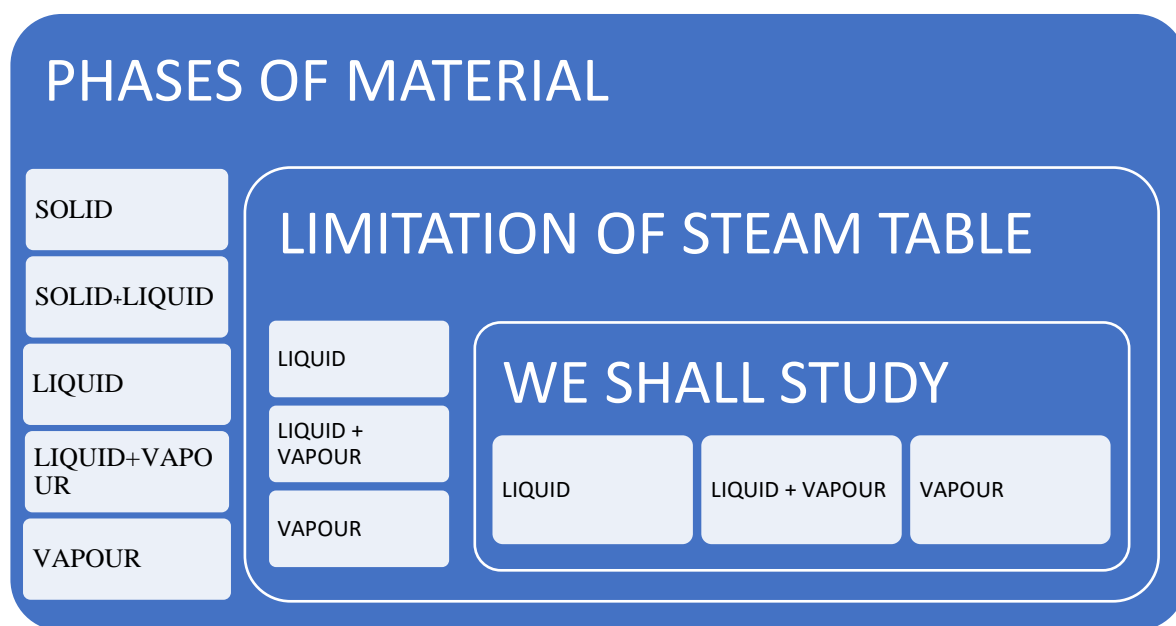 PHASES OF MATERIAL
SOLID
SOLID+LIQUID
LIQUID
LIQUID+VAPO
UR
VAPOUR
LIMITATION OF STEAM TABLE
LIQUID
LIQUID +
VAPOUR
VAPOUR
WE SHALL STUDY
LIQUID
LIQUID + VAPOUR
VAPOUR